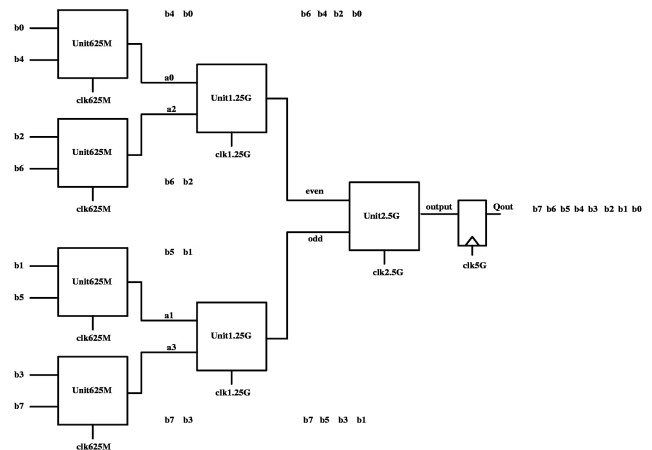 b4 b0
b6 b4 b2 b0
b0
b4
Unit625M
clk625M
a0
a2
Unit1.25G
clk1.25G
b2
b6
Unit625M
clk625M
b6 b2
even
odd
Unit2.5G
clk2.5G
output
Qout
clk5G
b7 b6 b5 b4 b3 b2 b1 b0
b5 b1
b1
b5
Unit625M
clk625M
a1
a3
Unit1.25G
clk1.25G
b3
b7
Unit625M
clk625M
b7 b3
b7 b5 b3 b1